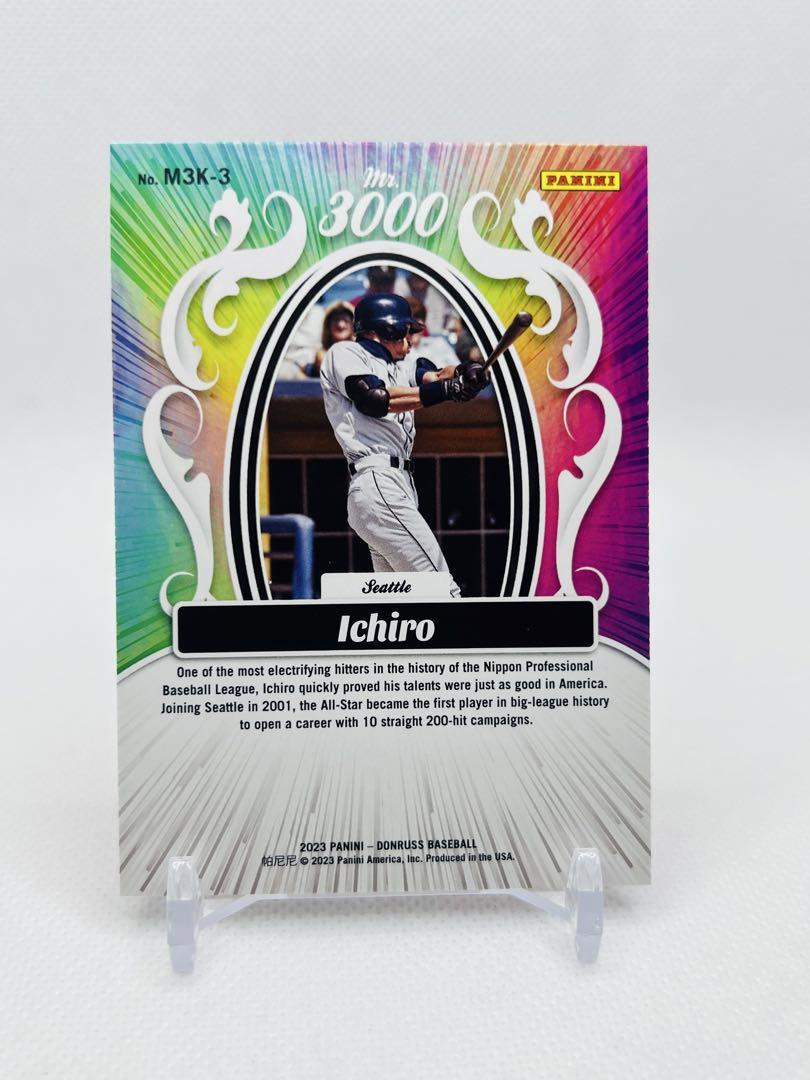 No. M3K-3
Mr.
3000
PANINI
Seattle
Ichiro
One of the most electrifying hitters in the history of the Nippon Professional
Baseball League, Ichiro quickly proved his talents were just as good in America.
Joining Seattle in 2001, the All-Star became the first player in big-league history
to open a career with 10 straight 200-hit campaigns.
2023 PANINI – DONRUSS BASEBALL
帕尼尼 © 2023 Panini America, Inc. Produced in the USA.